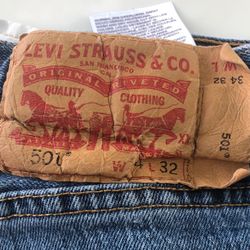 LEVI STRAUSS & CO.
SAN FRANCISCO
CAL.
ORIGINAL RIVETED
QUALITY CLOTHING
501®
W L 32
W L
34 32
501®